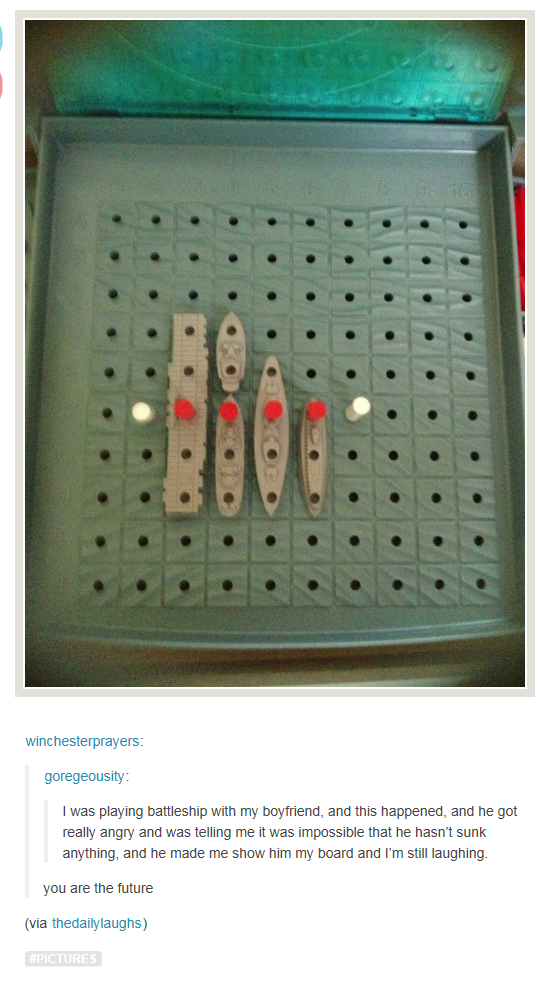 winchesterprayers:
goregeousity:
I was playing battleship with my boyfriend, and this happened, and he got
really angry and was telling me it was impossible that he hasn't sunk
anything, and he made me show him my board and I'm still laughing.
you are the future
(via thedailylaughs)
#PICTURES